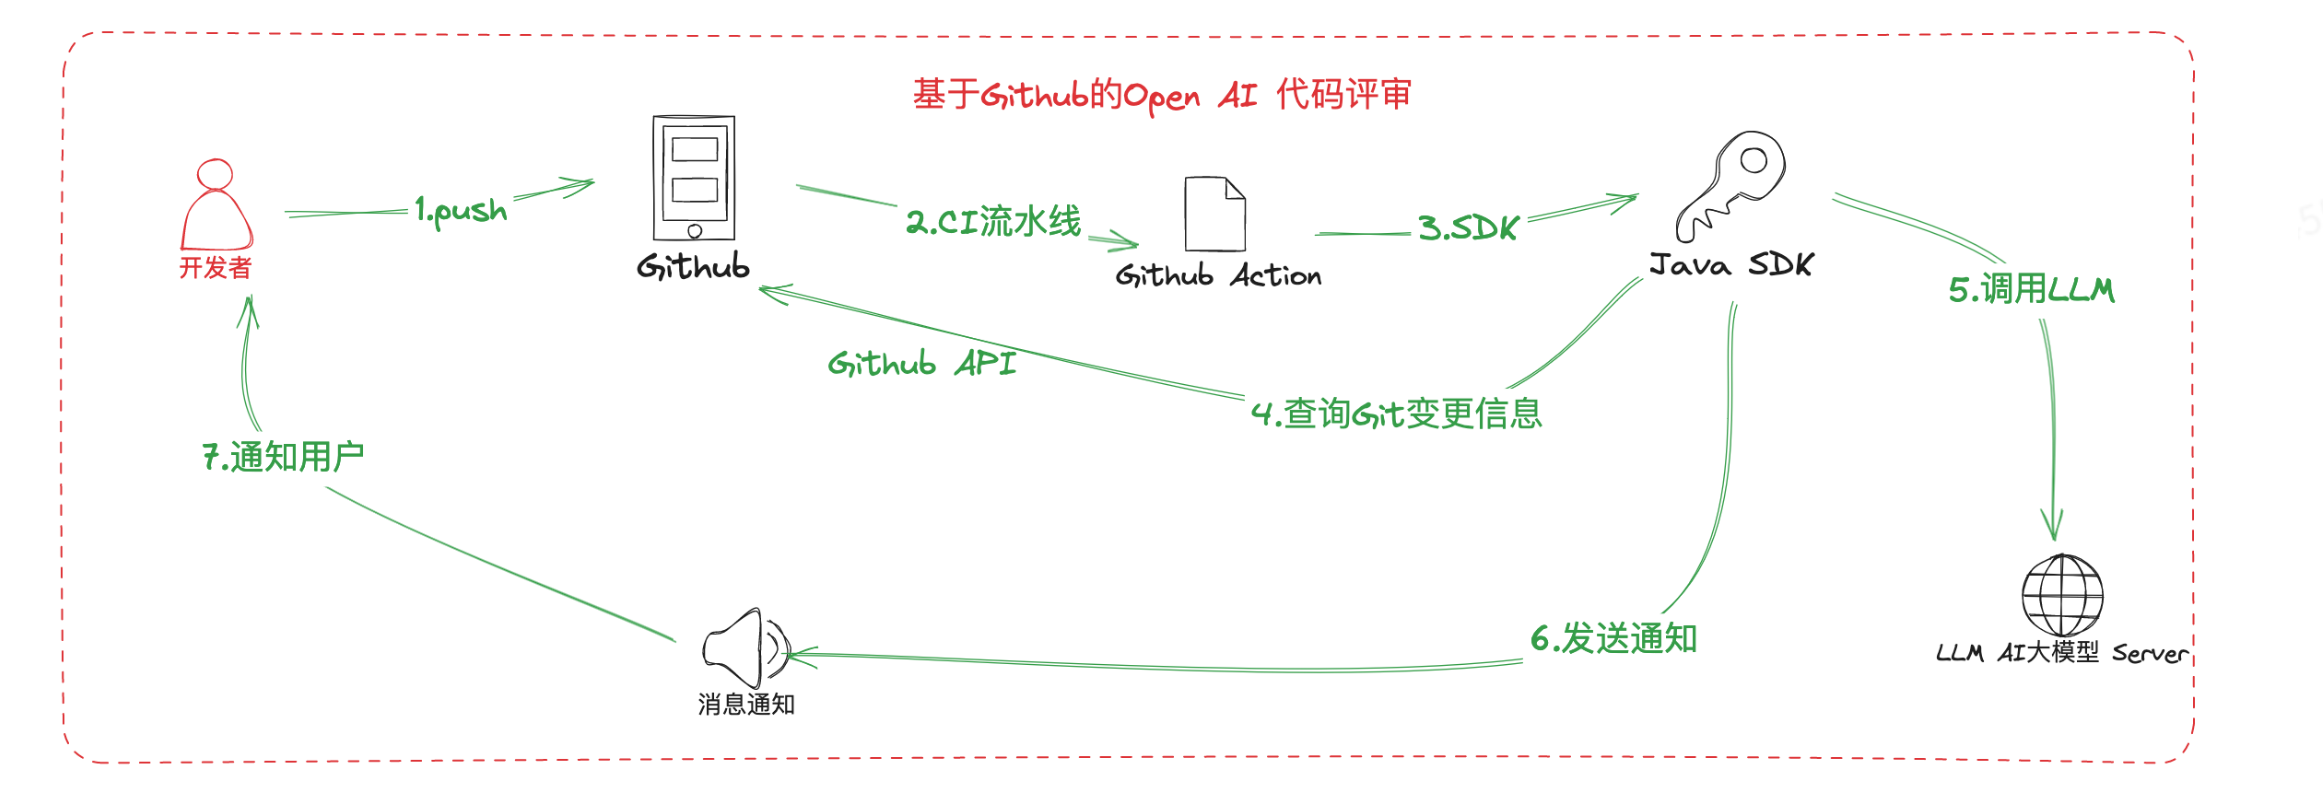 基于Github的Open AI 代码评审
1.push
2.CI流水线
3.SDK
开发者
Github
Github Action
Java SDK
5.调用LLM
Github API
4.查询Git变更信息
7.通知用户
6.发送通知
LLM AI大模型 Server
消息通知